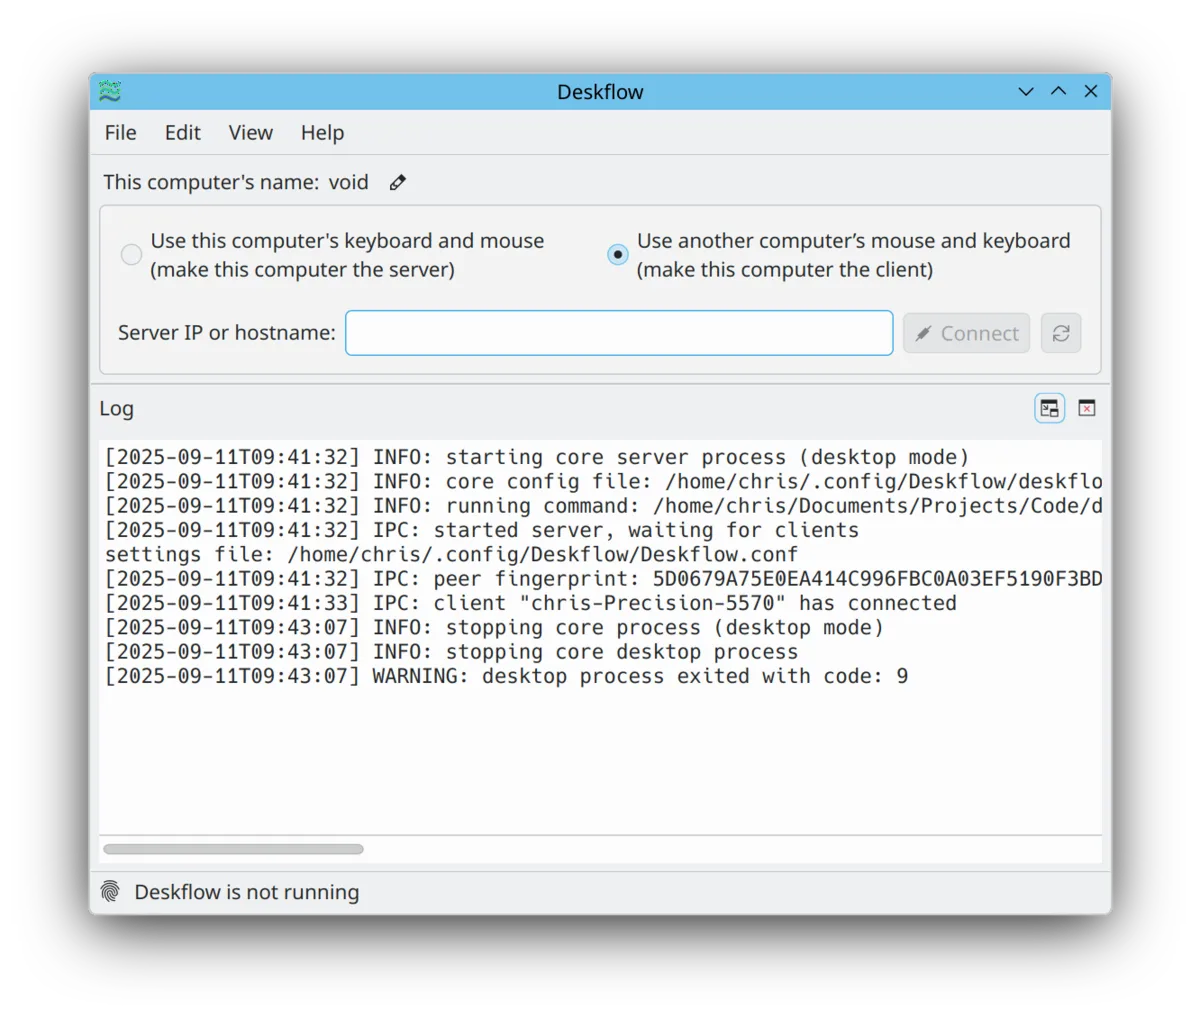 Deskflow
File Edit View Help
This computer's name: void
Use this computer's keyboard and mouse
(make this computer the server)
Use another computer’s mouse and keyboard
(make this computer the client)
Server IP or hostname:
Connect
Log
[2025-09-11T09:41:32] INFO: starting core server process (desktop mode)
[2025-09-11T09:41:32] INFO: core config file: /home/chris/.config/Deskflow/deskflo
[2025-09-11T09:41:32] INFO: running command: /home/chris/Documents/Projects/Code/d
[2025-09-11T09:41:32] IPC: started server, waiting for clients
settings file: /home/chris/.config/Deskflow/Deskflow.conf
[2025-09-11T09:41:32] IPC: peer fingerprint: 5D0679A75E0EA414C996FBC0A03EF5190F3BD
[2025-09-11T09:41:33] IPC: client "chris-Precision-5570" has connected
[2025-09-11T09:43:07] INFO: stopping core process (desktop mode)
[2025-09-11T09:43:07] INFO: stopping core desktop process
[2025-09-11T09:43:07] WARNING: desktop process exited with code: 9
Deskflow is not running